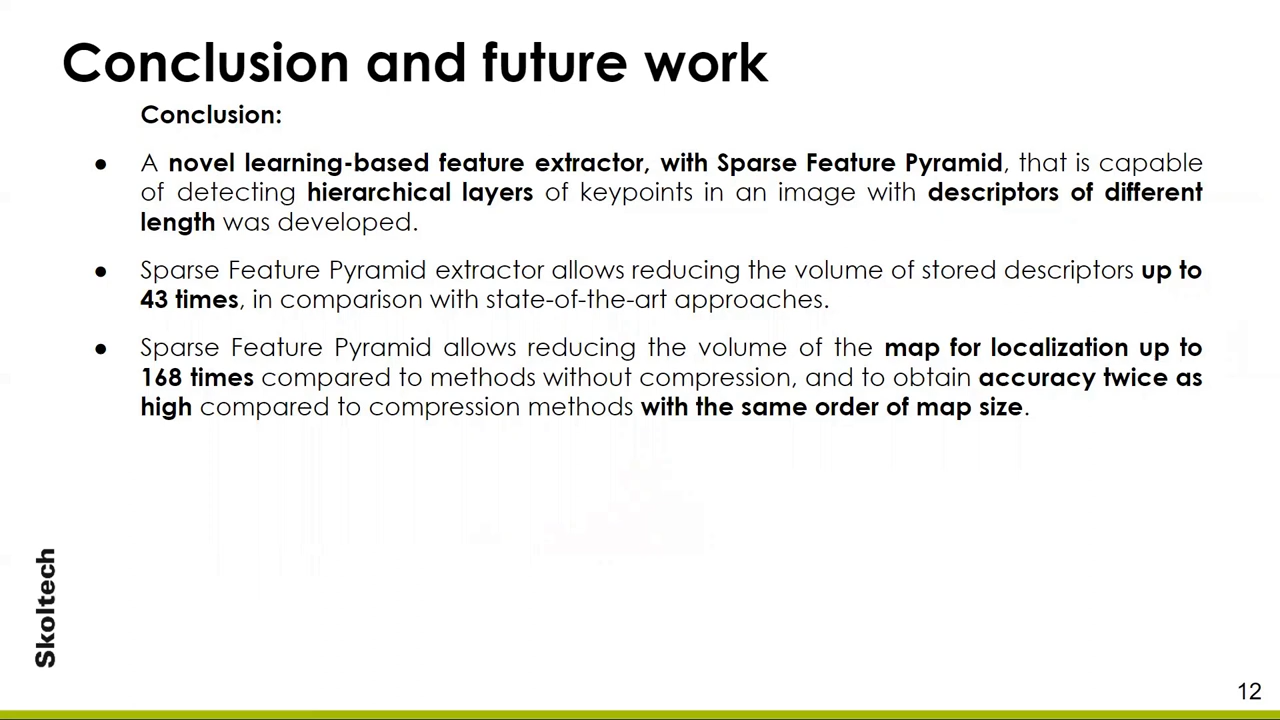 Conclusion and future work
Conclusion:
● A novel learning-based feature extractor, with Sparse Feature Pyramid, that is capable
of detecting hierarchical layers of keypoints in an image with descriptors of different
length was developed.
● Sparse Feature Pyramid extractor allows reducing the volume of stored descriptors up to
43 times, in comparison with state-of-the-art approaches.
● Sparse Feature Pyramid allows reducing the volume of the map for localization up to
168 times compared to methods without compression, and to obtain accuracy twice as
high compared to compression methods with the same order of map size.
Skoltech
12